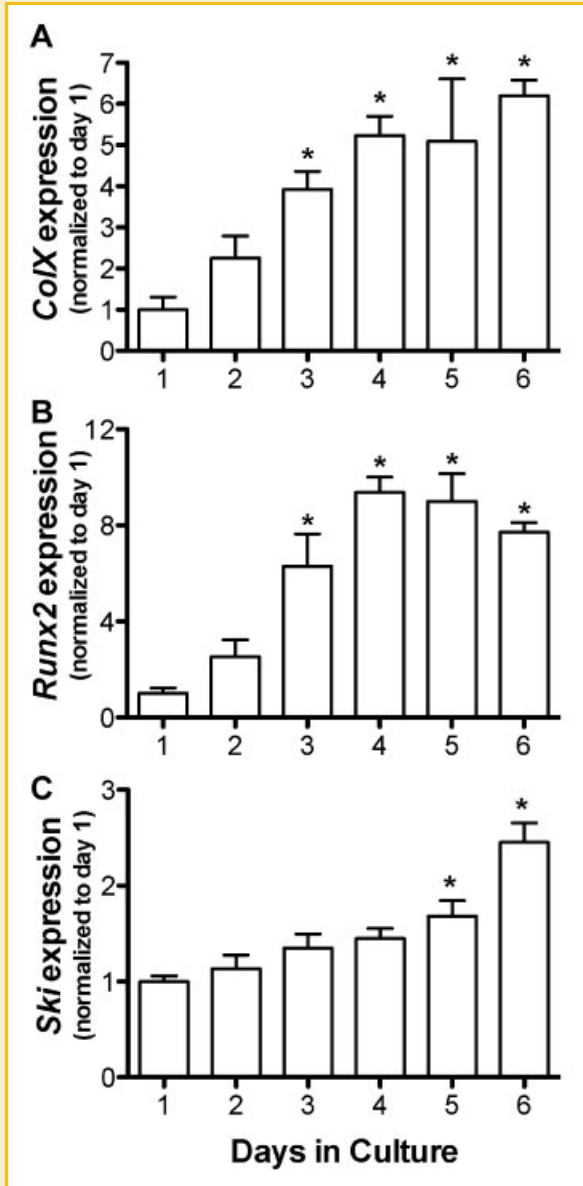 A
ColX expression
(normalized to day 1)
7
6
5
4
3
2
1
0
* * * *
1 2 3 4 5 6
B
Runx2 expression
(normalized to day 1)
12
8
4
0
* * * *
1 2 3 4 5 6
C
Ski expression
(normalized to day 1)
3
2
1
0
* *
1 2 3 4 5 6
Days in Culture